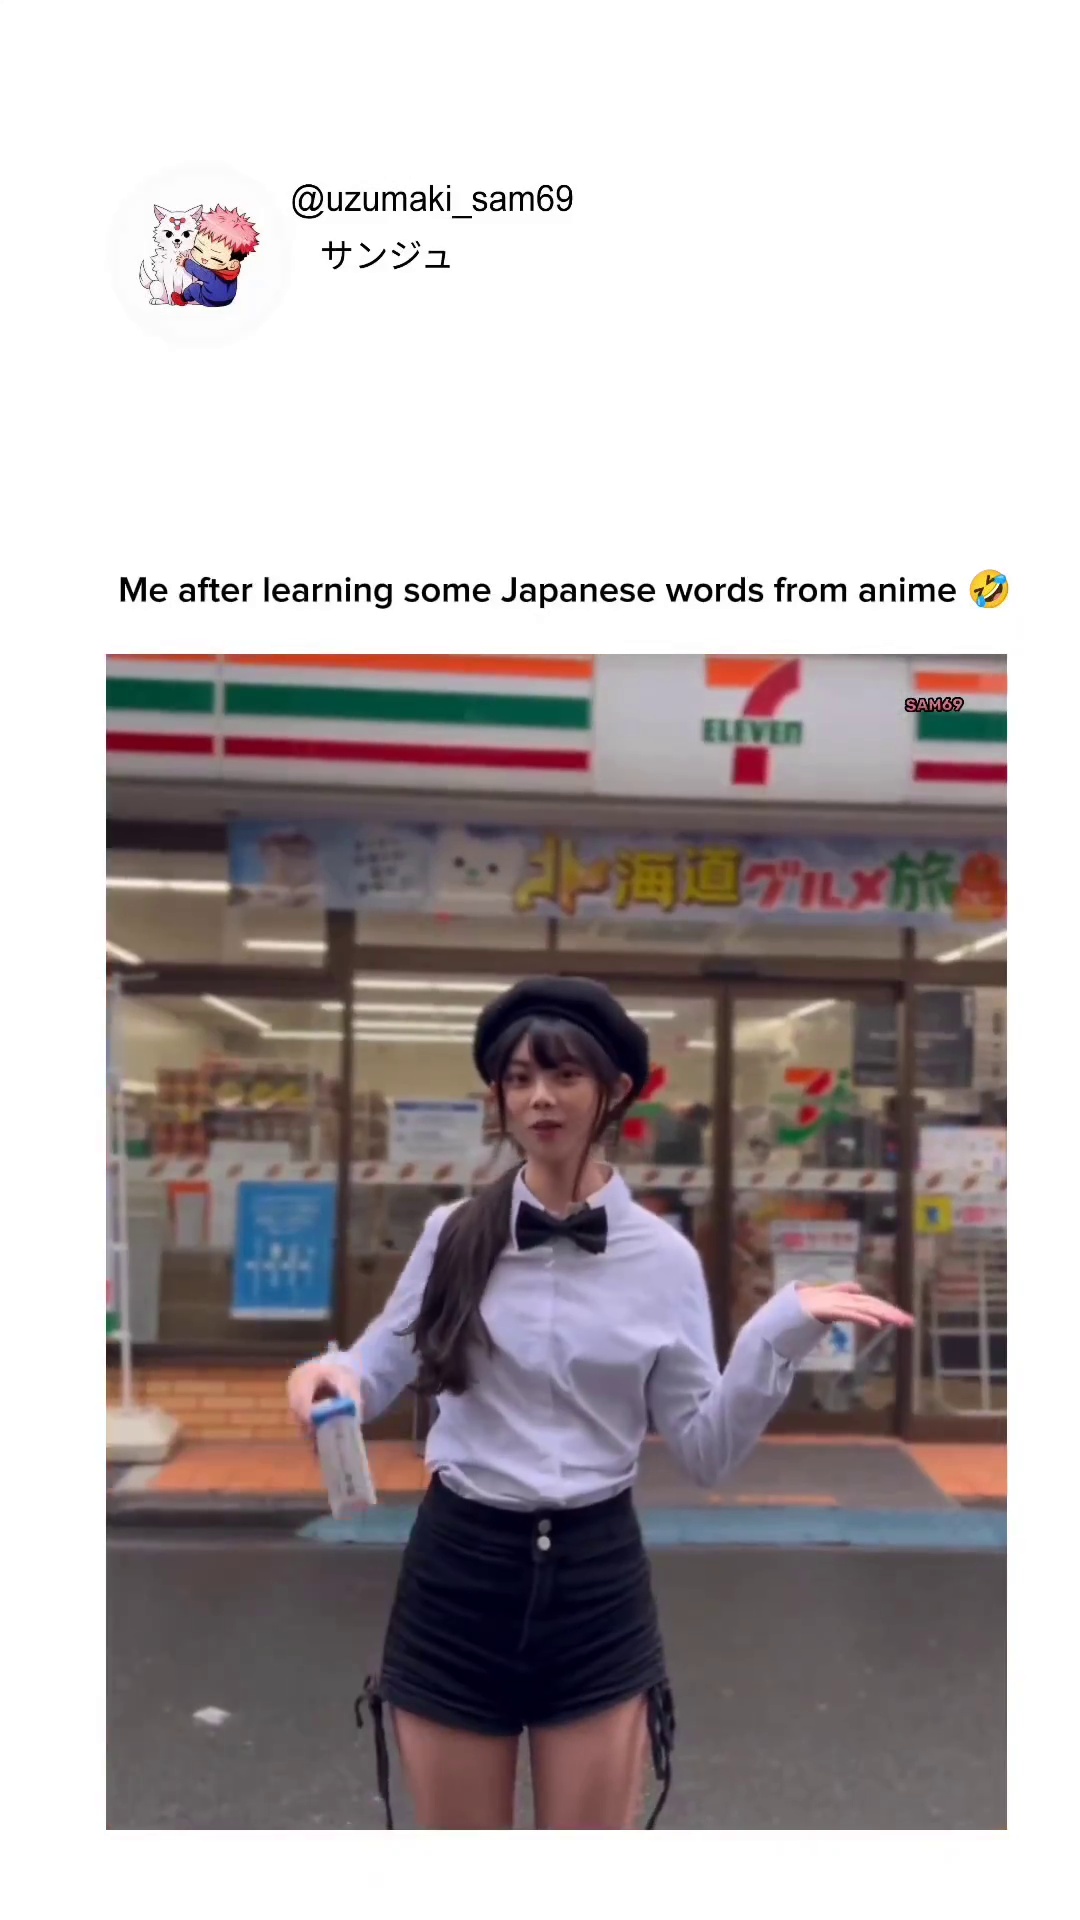 @uzumaki_sam69
サンジュ
Me after learning some Japanese words from anime 🤣
SAM69
7
ELEVEN
北海道グルメ旅